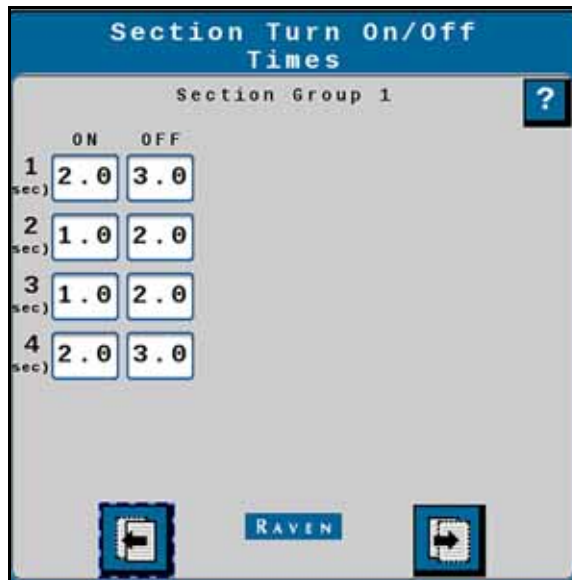 Section Turn On/Off
Times
Section Group 1
?
ON OFF
1
sec) 2.0 3.0
2
sec) 1.0 2.0
3
sec) 1.0 2.0
4
sec) 2.0 3.0
RAVEN